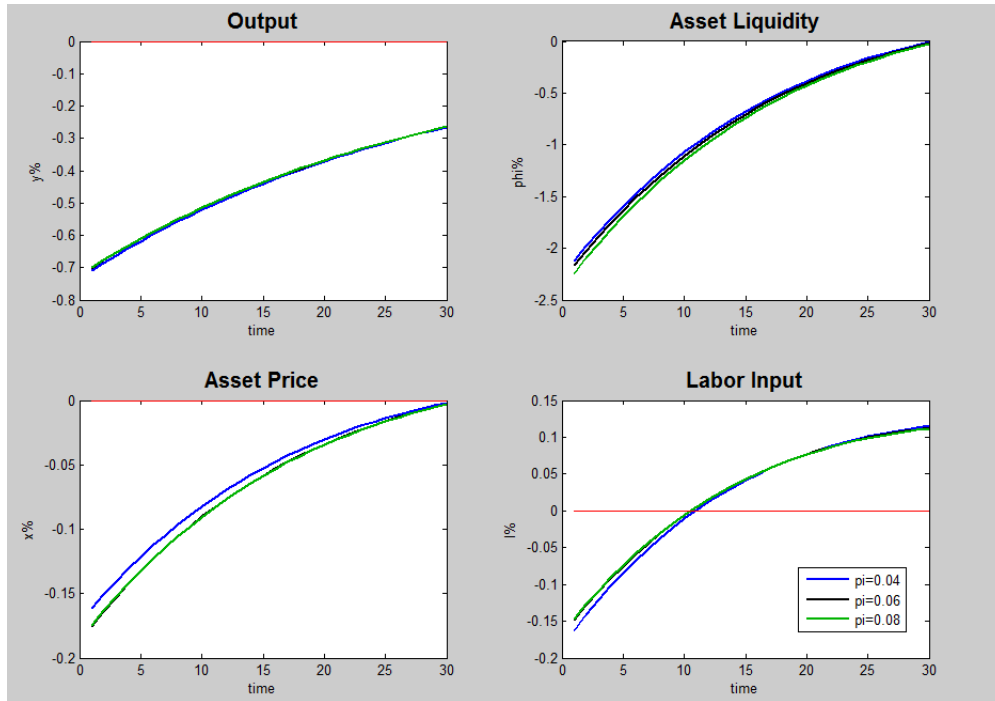 Output
0
-0.1
-0.2
-0.3
-0.4
-0.5
-0.6
-0.7
-0.8
y%
0 5 10 15 20 25 30
time
Asset Liquidity
0
-0.5
-1
-1.5
-2
-2.5
phi%
0 5 10 15 20 25 30
time
Asset Price
0
-0.05
-0.1
-0.15
-0.2
x%
0 5 10 15 20 25 30
time
Labor Input
0.15
0.1
0.05
0
-0.05
-0.1
-0.15
-0.2
l%
0 5 10 15 20 25 30
time
pi=0.04
pi=0.06
pi=0.08